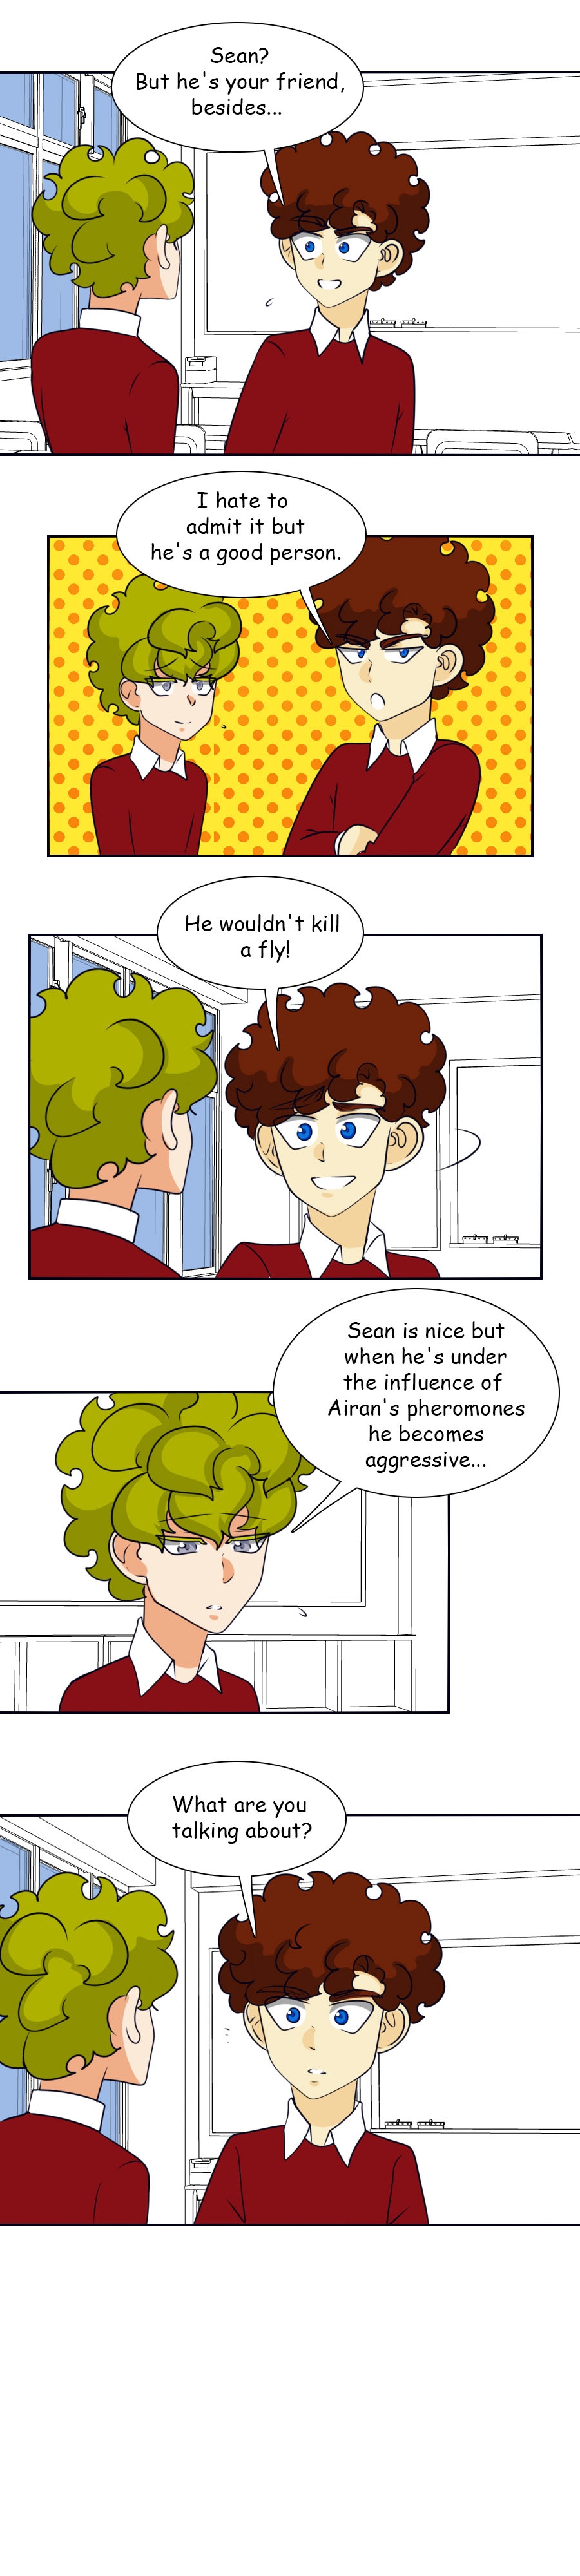 Sean?
But he's your friend,
besides...
I hate to
admit it but
he's a good person.
He wouldn't kill
a fly!
Sean is nice but
when he's under
the influence of
Airan's pheromones
he becomes
aggressive...
What are you
talking about?